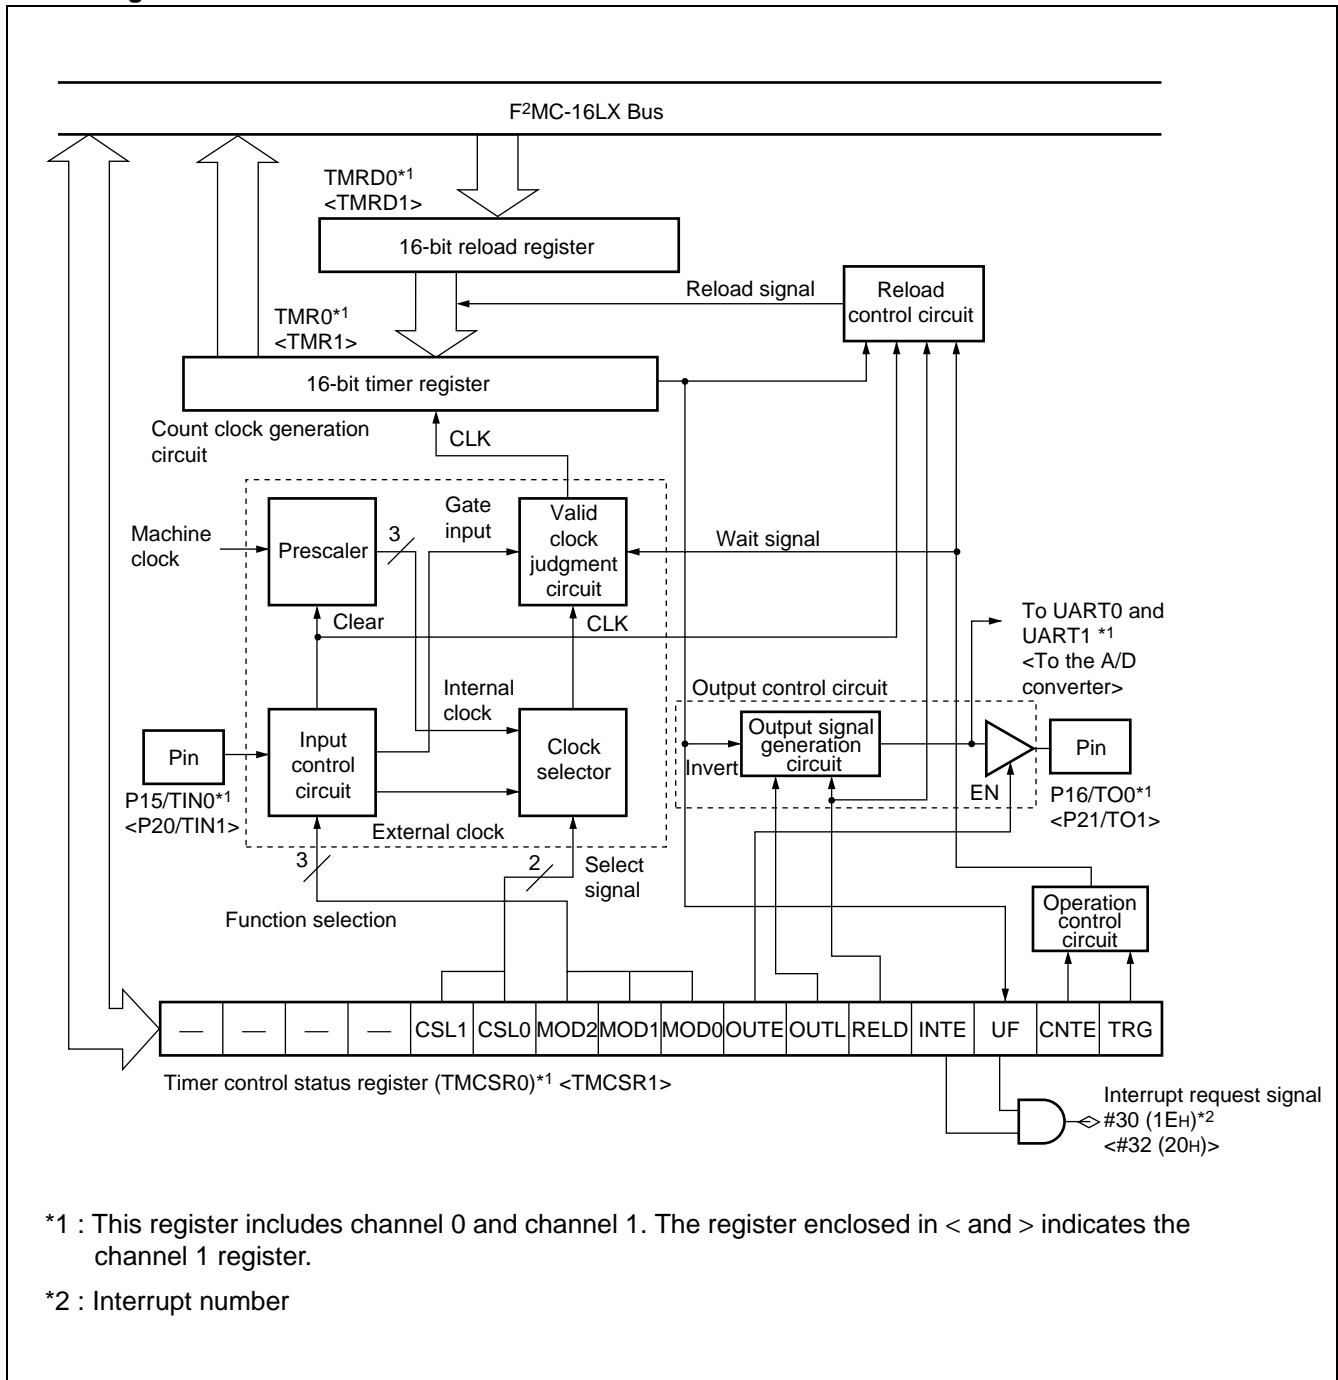 F2MC-16LX Bus
TMRD0*1
<TMRD1>
16-bit reload register
Reload signal
Reload
control circuit
TMR0*1
<TMR1>
16-bit timer register
Count clock generation
circuit
CLK
Machine
clock
Prescaler
3
Gate
input
Valid
clock
judgment
circuit
Wait signal
Clear
CLK
To UART0 and
UART1 *1
<To the A/D
converter>
Internal
clock
Output control circuit
Pin
P15/TIN0*1
<P20/TIN1>
Input
control
circuit
Clock
selector
Invert
Output signal
generation
circuit
EN
Pin
P16/TO0*1
<P21/TO1>
External clock
3
2
Select
signal
Function selection
Operation
control
circuit
— — — — CSL1 CSL0 MOD2 MOD1 MOD0 OUTE OUTL RELD INTE UF CNTE TRG
Timer control status register (TMCSR0)*1 <TMCSR1>
Interrupt request signal
#30 (1EH)*2
<#32 (20H)>
*1 : This register includes channel 0 and channel 1. The register enclosed in < and > indicates the
channel 1 register.
*2 : Interrupt number